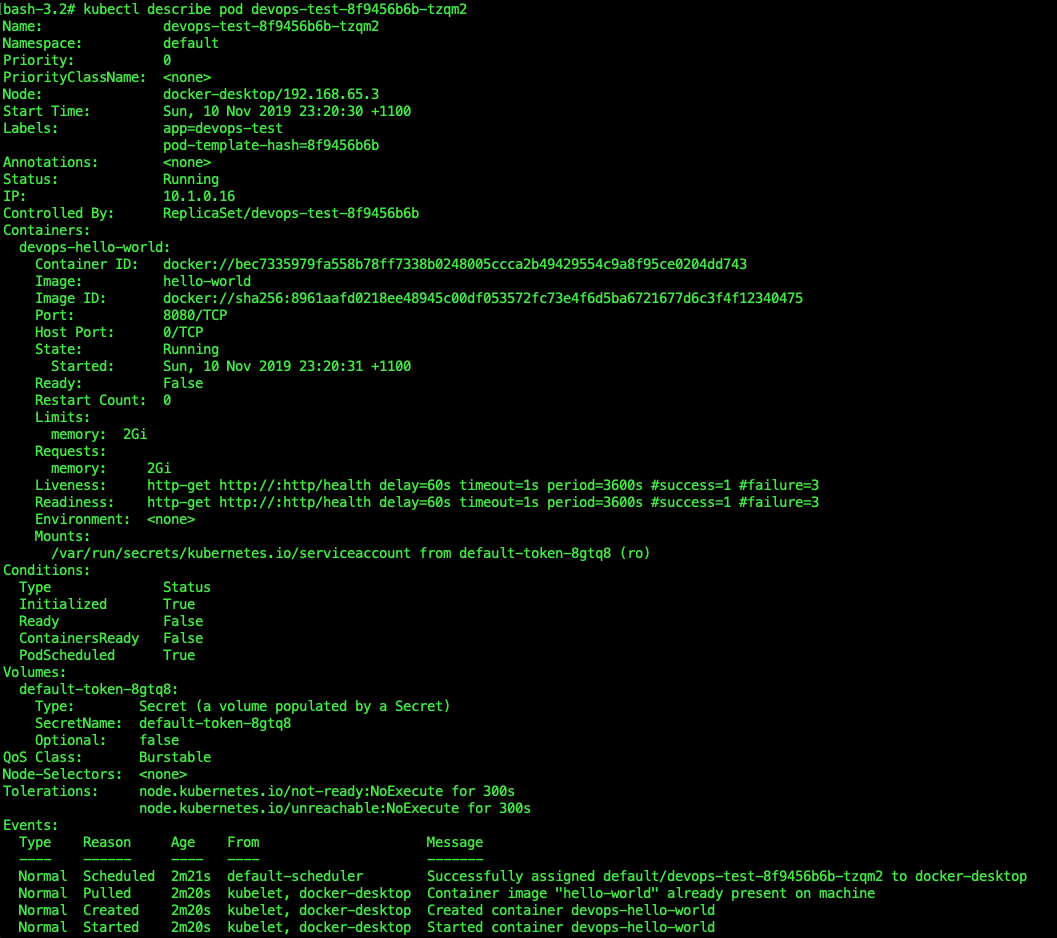 [bash-3.2# kubectl describe pod devops-test-8f9456b6b-tzqm2
Name:               devops-test-8f9456b6b-tzqm2
Namespace:          default
Priority:           0
PriorityClassName:  <none>
Node:               docker-desktop/192.168.65.3
Start Time:         Sun, 10 Nov 2019 23:20:30 +1100
Labels:             app=devops-test
                    pod-template-hash=8f9456b6b
Annotations:        <none>
Status:             Running
IP:                 10.1.0.16
Controlled By:      ReplicaSet/devops-test-8f9456b6b
Containers:
  devops-hello-world:
    Container ID:   docker://bec7335979fa558b78ff7338b0248005ccca2b49429554c9a8f95ce0204dd743
    Image:          hello-world
    Image ID:       docker://sha256:8961aafd0218ee48945c00df053572fc73e4f6d5ba6721677d6c3f4f12340475
    Port:           8080/TCP
    Host Port:      0/TCP
    State:          Running
      Started:      Sun, 10 Nov 2019 23:20:31 +1100
    Ready:          False
    Restart Count:  0
    Limits:
      memory:  2Gi
    Requests:
      memory:     2Gi
    Liveness:     http-get http://:http/health delay=60s timeout=1s period=3600s #success=1 #failure=3
    Readiness:    http-get http://:http/health delay=60s timeout=1s period=3600s #success=1 #failure=3
    Environment:  <none>
    Mounts:
      /var/run/secrets/kubernetes.io/serviceaccount from default-token-8gtq8 (ro)
Conditions:
  Type              Status
  Initialized       True
  Ready             False
  ContainersReady   False
  PodScheduled      True
Volumes:
  default-token-8gtq8:
    Type:        Secret (a volume populated by a Secret)
    SecretName:  default-token-8gtq8
    Optional:    false
QoS Class:       Burstable
Node-Selectors:  <none>
Tolerations:     node.kubernetes.io/not-ready:NoExecute for 300s
                 node.kubernetes.io/unreachable:NoExecute for 300s
Events:
  Type    Reason     Age    From                     Message
  ----    ------     ----   ----                     -------
  Normal  Scheduled  2m21s  default-scheduler        Successfully assigned default/devops-test-8f9456b6b-tzqm2 to docker-desktop
  Normal  Pulled     2m20s  kubelet, docker-desktop  Container image "hello-world" already present on machine
  Normal  Created    2m20s  kubelet, docker-desktop  Created container devops-hello-world
  Normal  Started    2m20s  kubelet, docker-desktop  Started container devops-hello-world